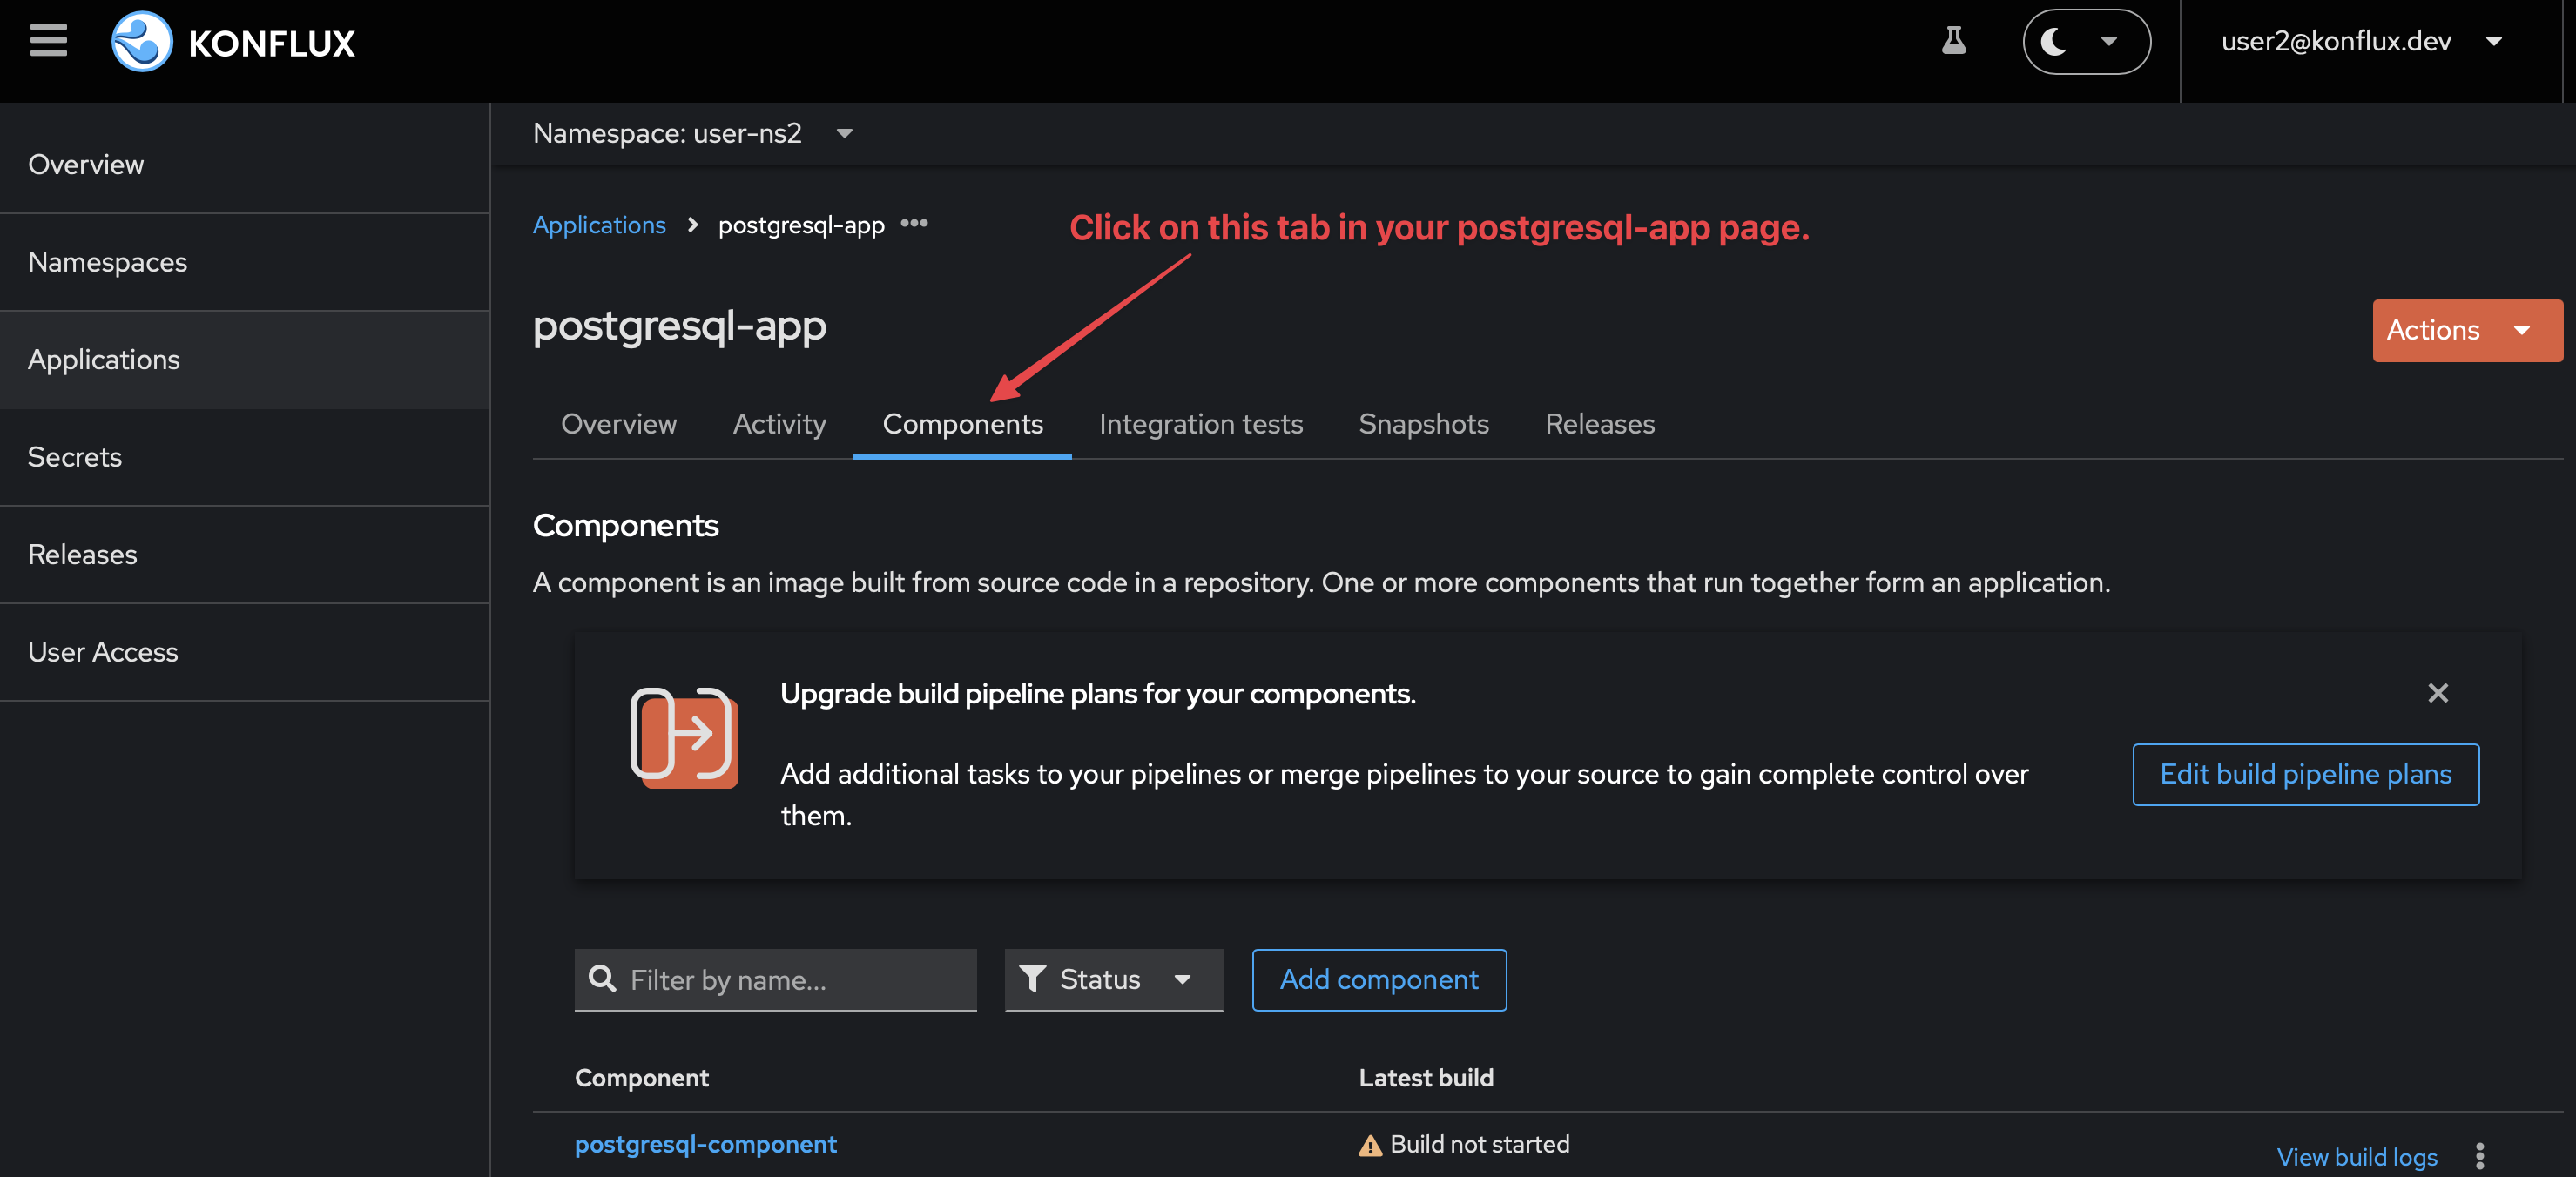 KONFLUX
user2@konflux.dev
Overview
Namespaces
Applications
Secrets
Releases
User Access
Namespace: user-ns2
Applications
postgresql-app
Click on this tab in your postgresql-app page.
postgresql-app
Actions
Overview
Activity
Components
Integration tests
Snapshots
Releases
Components
A component is an image built from source code in a repository. One or more components that run together form an application.
Upgrade build pipeline plans for your components.
Add additional tasks to your pipelines or merge pipelines to your source to gain complete control over
them.
Edit build pipeline plans
Filter by name...
Status
Add component
Component
Latest build
postgresql-component
Build not started
View build logs